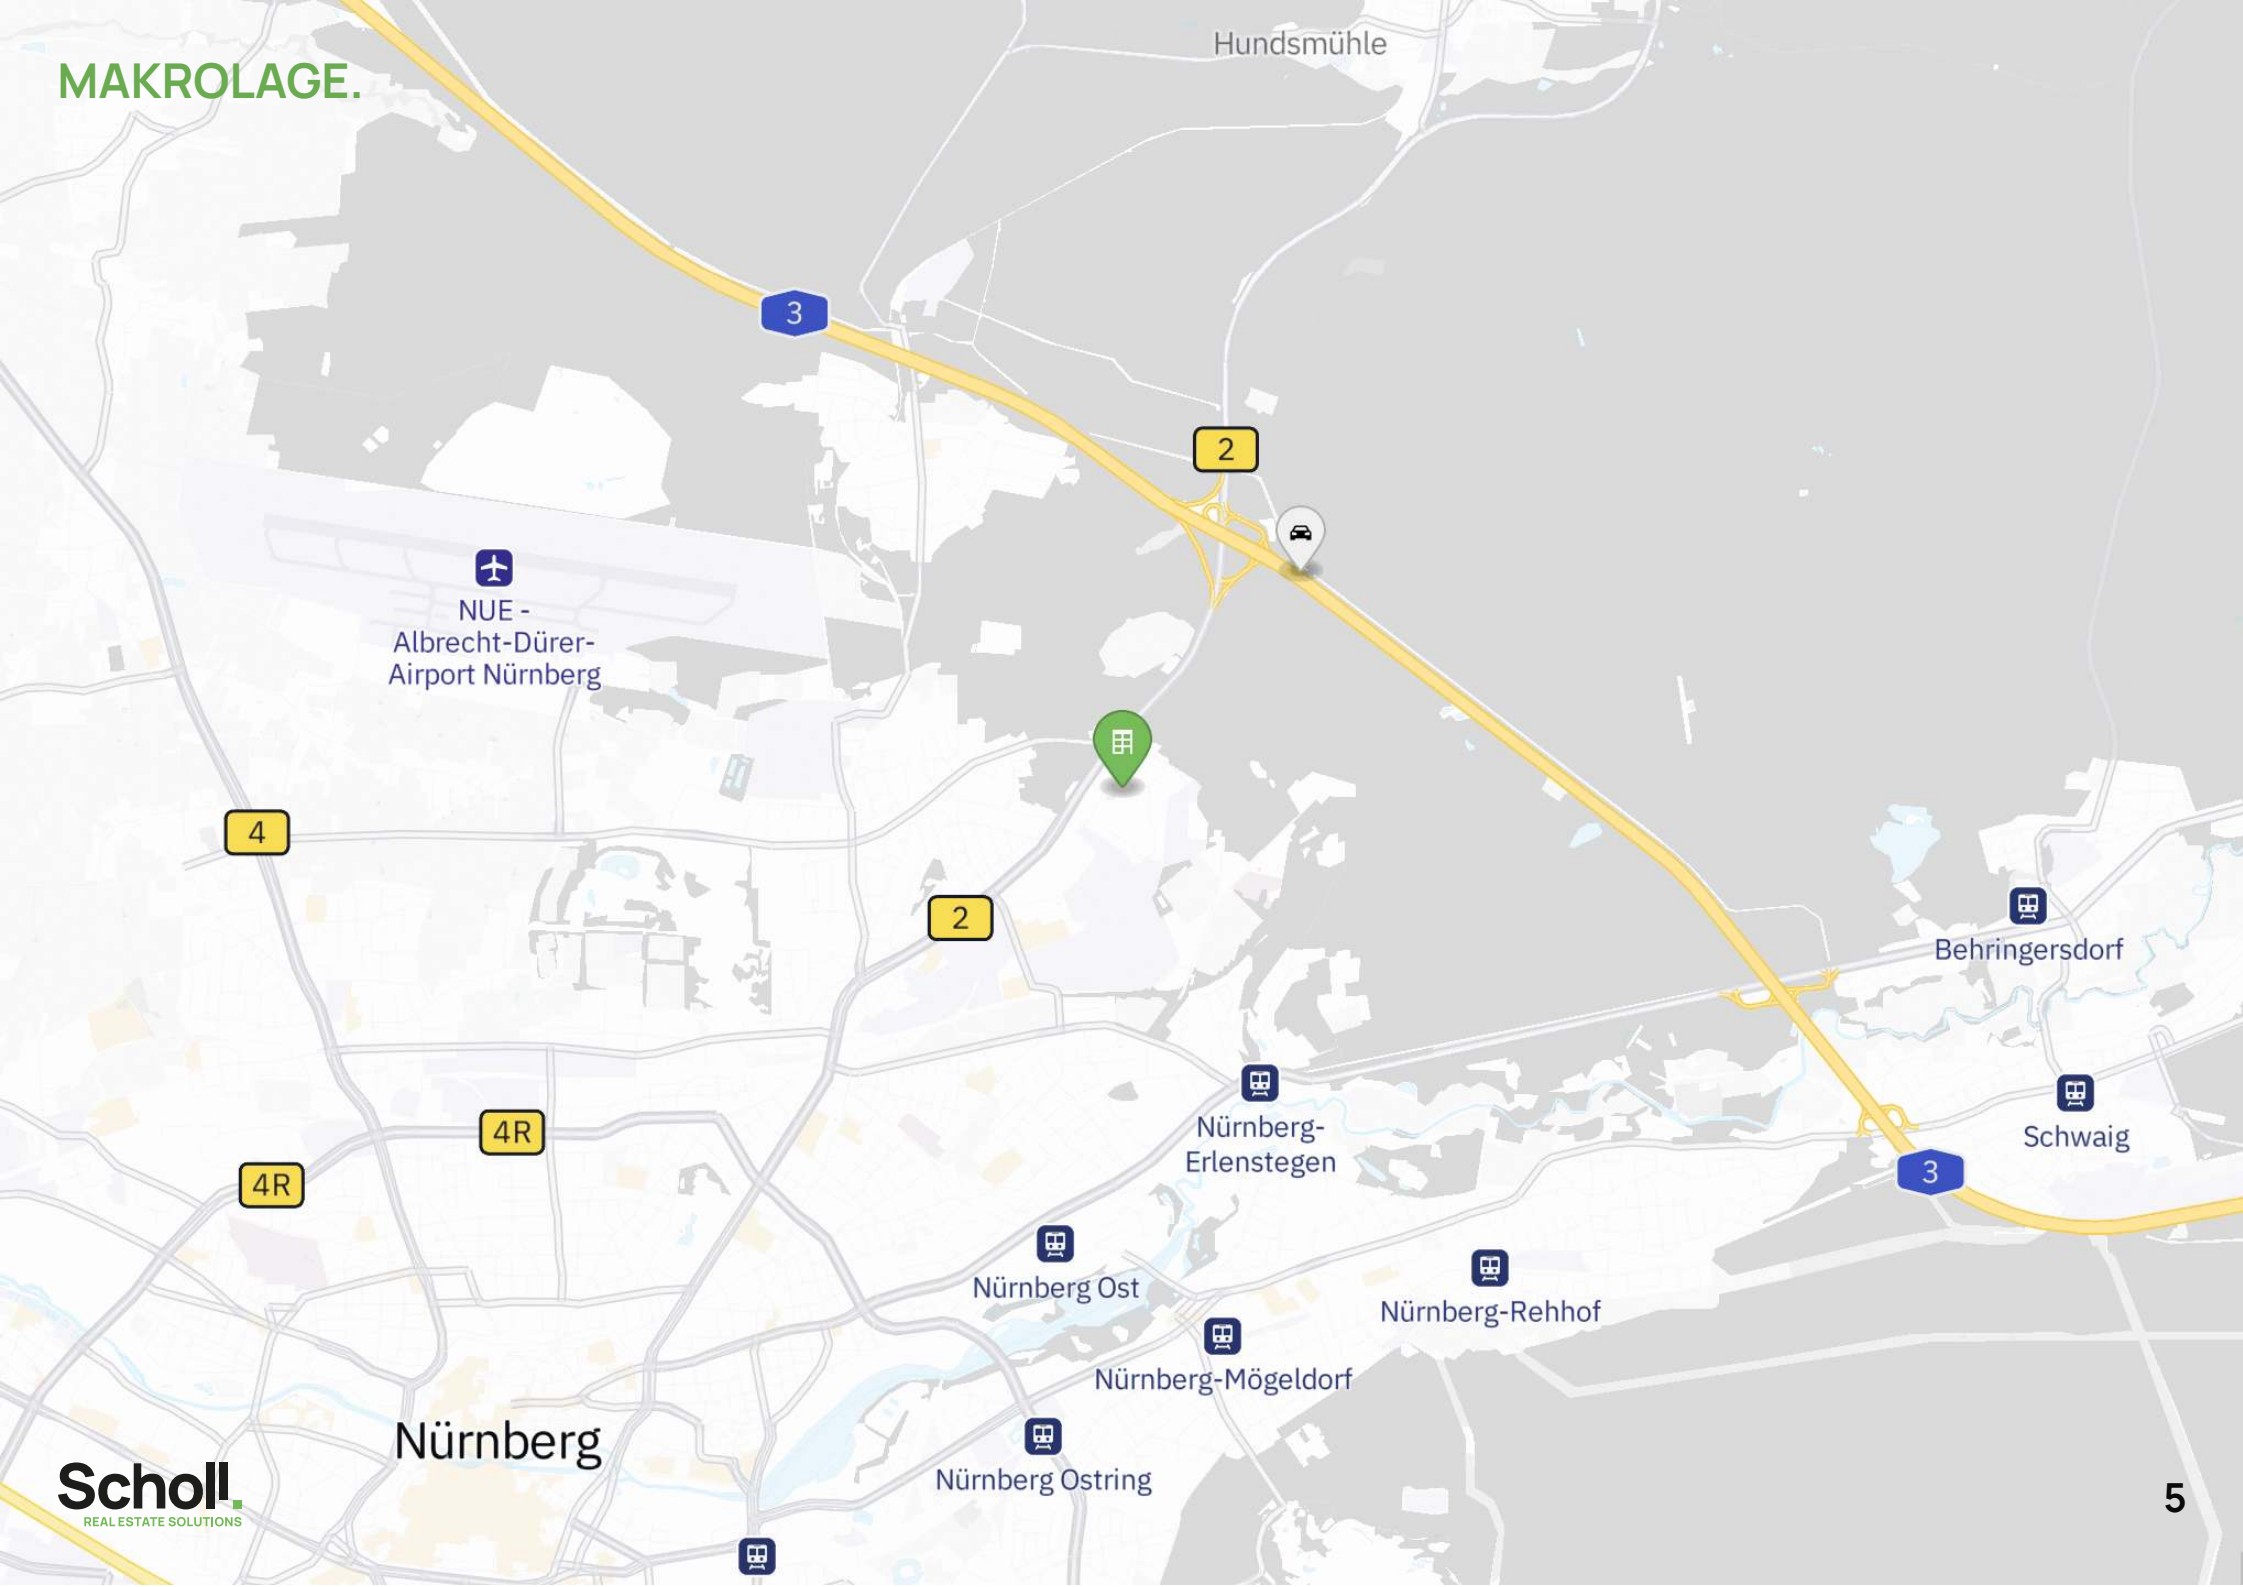 Hundsmühle
MAKROLAGE.
3
2
NUE -
Albrecht-Dürer-
Airport Nürnberg
4
2
Behringersdorf
Nürnberg-
Erlenstegen
4R
Schwaig
4R
3
Nürnberg Ost
Nürnberg-Rehhof
Nürnberg-Mögeldorf
Nürnberg
Nürnberg Ostring
Scholl.
REAL ESTATE SOLUTIONS
5